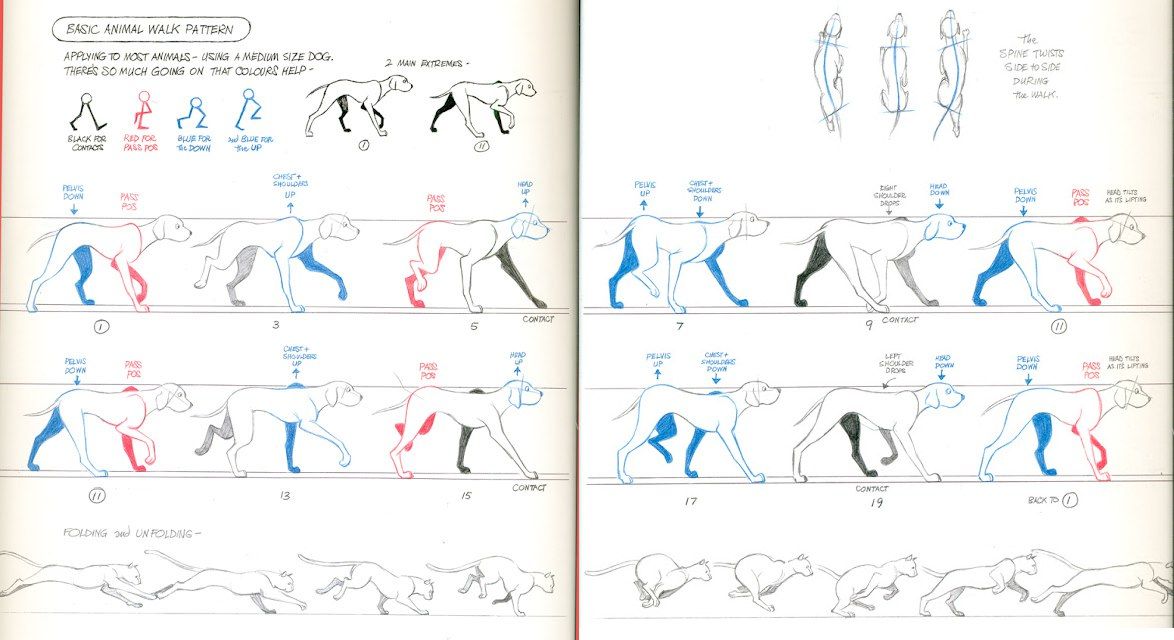 BASIC ANIMAL WALK PATTERN
APPLYING TO MOST ANIMALS - USING A MEDIUM SIZE DOG.
THERE'S SO MUCH GOING ON THAT COLOURS HELP -
2 MAIN EXTREMES -
BLACK FOR
CONTACTS
RED FOR
PASS POS
BLUE FOR
the DOWN
and BLUE FOR
the UP
1
11
PELVIS
DOWN
PASS
POS
CHEST +
SHOULDERS
UP
PASS
POS
HEAD
UP
1
3
5
CONTACT
PELVIS
DOWN
PASS
POS
CHEST +
SHOULDERS
UP
PASS
POS
HEAD
UP
11
13
15
CONTACT
FOLDING and UNFOLDING -
The
SPINE TWISTS
SIDE to SIDE
DURING
the WALK.
PELVIS
UP
CHEST +
SHOULDERS
DOWN
RIGHT
SHOULDER
DROPS
HEAD
DOWN
PELVIS
DOWN
PASS
POS
HEAD TILTS
AS ITS LIFTING
7
9
CONTACT
11
PELVIS
UP
CHEST +
SHOULDERS
DOWN
LEFT
SHOULDER
DROPS
HEAD
DOWN
PELVIS
DOWN
PASS
POS
HEAD TILTS
AS ITS LIFTING
17
CONTACT
19
BACK TO 1